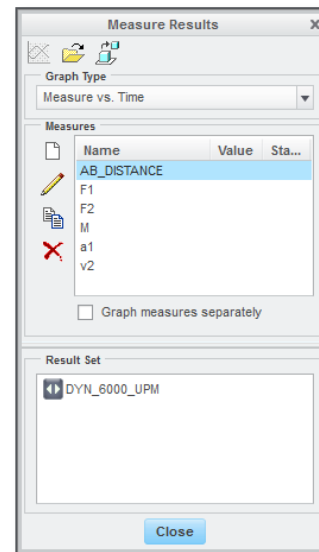 Measure Results
Graph Type
Measure vs. Time
Measures
Name Value Sta...
AB_DISTANCE
F1
F2
M
a1
v2
Graph measures separately
Result Set
DYN_6000_UPM
Close